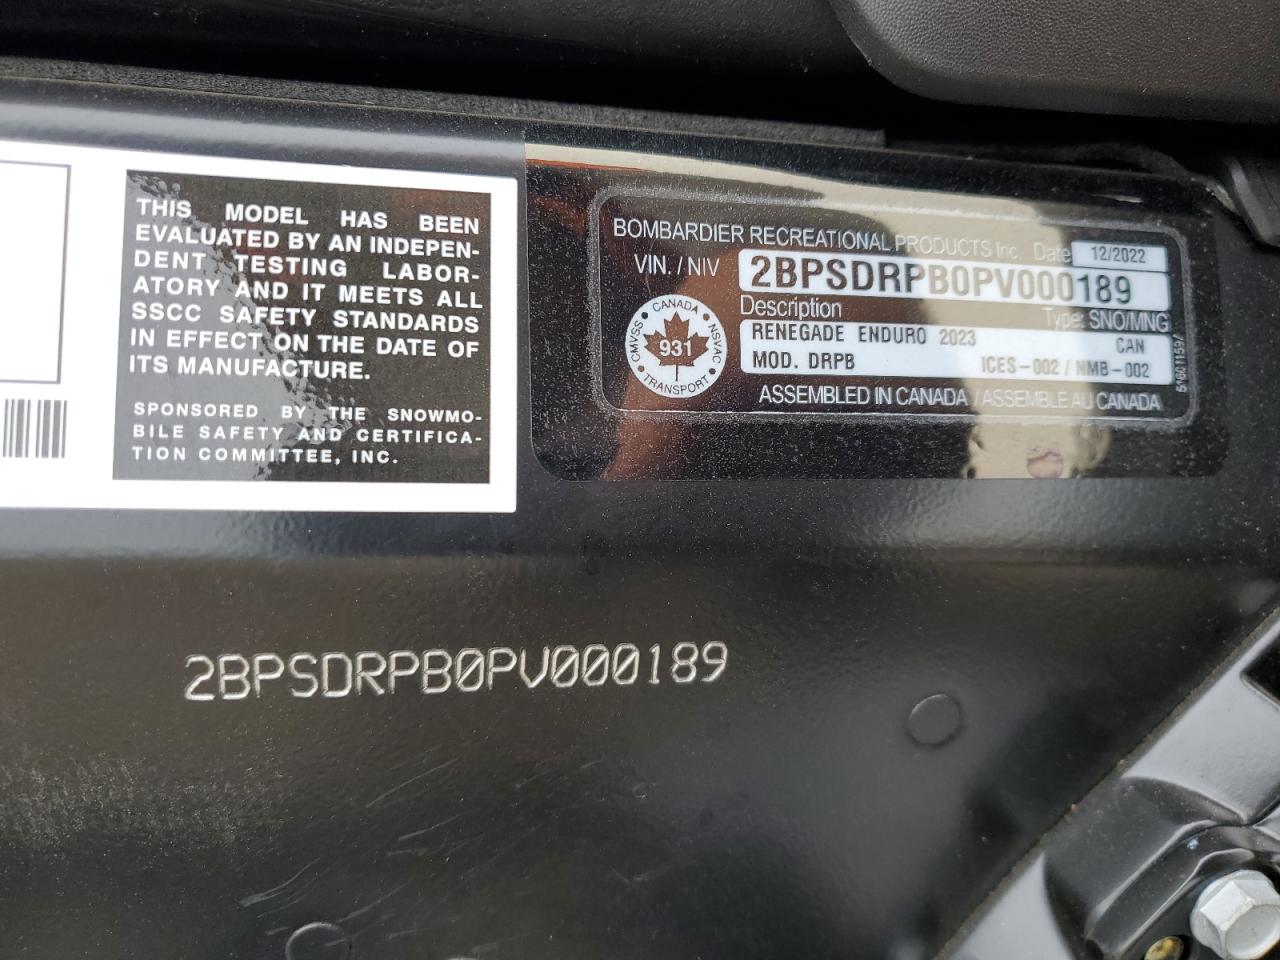 THIS MODEL HAS BEEN
EVALUATED BY AN INDEPEN-
DENT TESTING LABOR-
ATORY AND IT MEETS ALL
SSCC SAFETY STANDARDS
IN EFFECT ON THE DATE OF
ITS MANUFACTURE.
SPONSORED BY THE SNOWMO-
BILE SAFETY AND CERTIFICA-
TION COMMITTEE, INC.
BOMBARDIER RECREATIONAL PRODUCTS Inc. Date 12/2022
VIN. / NIV 2BPSDRPB0PV000189
Description Type: SNO/MNG
RENEGADE ENDURO 2023 CAN
MOD. DRPB ICES-002 / NMB-002
ASSEMBLED IN CANADA / ASSEMBLE AU CANADA
CANADA
CMVSS
931
NSVAC
TRANSPORT
2BPSDRPB0PV000189